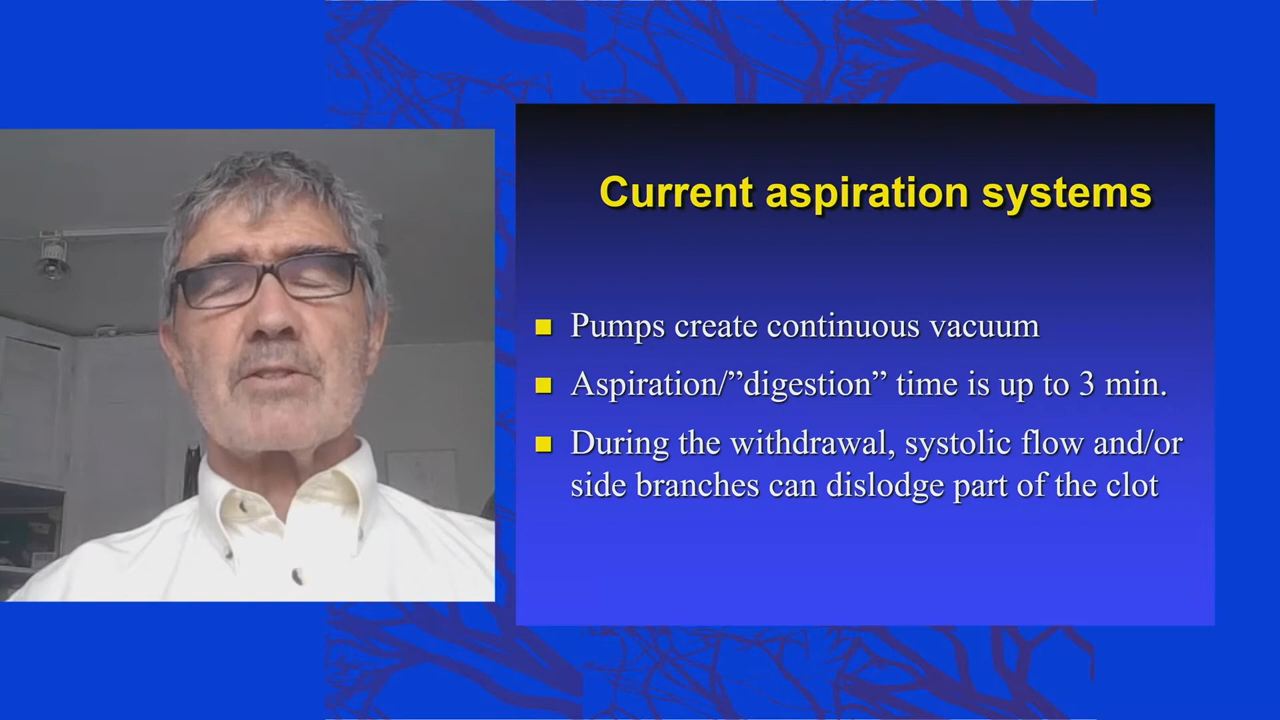 Current aspiration systems
Pumps create continuous vacuum
Aspiration/”digestion” time is up to 3 min.
During the withdrawal, systolic flow and/or
side branches can dislodge part of the clot